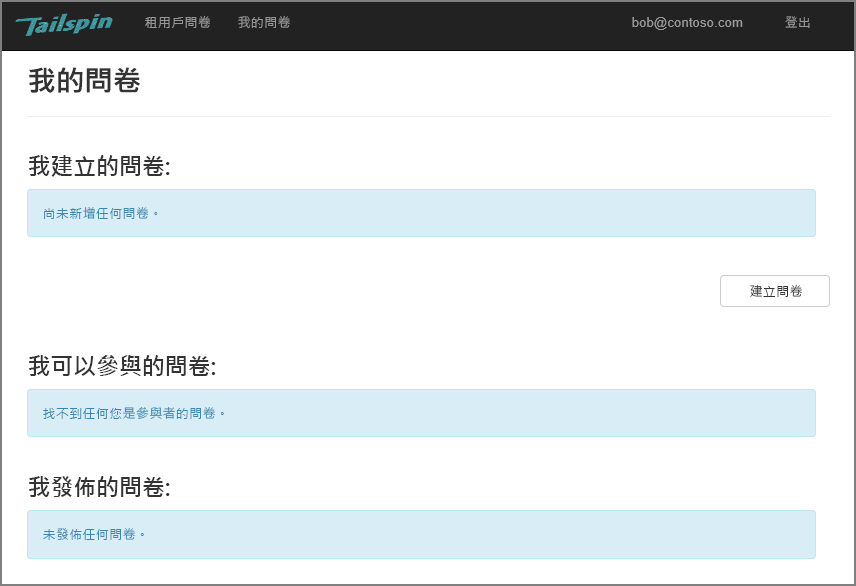 Tailspin 租用戶問卷 我的問卷 bob@contoso.com 登出
我的問卷
我建立的問卷:
尚未新增任何問卷。
建立問卷
我可以參與的問卷:
找不到任何您是參與者的問卷。
我發佈的問卷:
未發佈任何問卷。